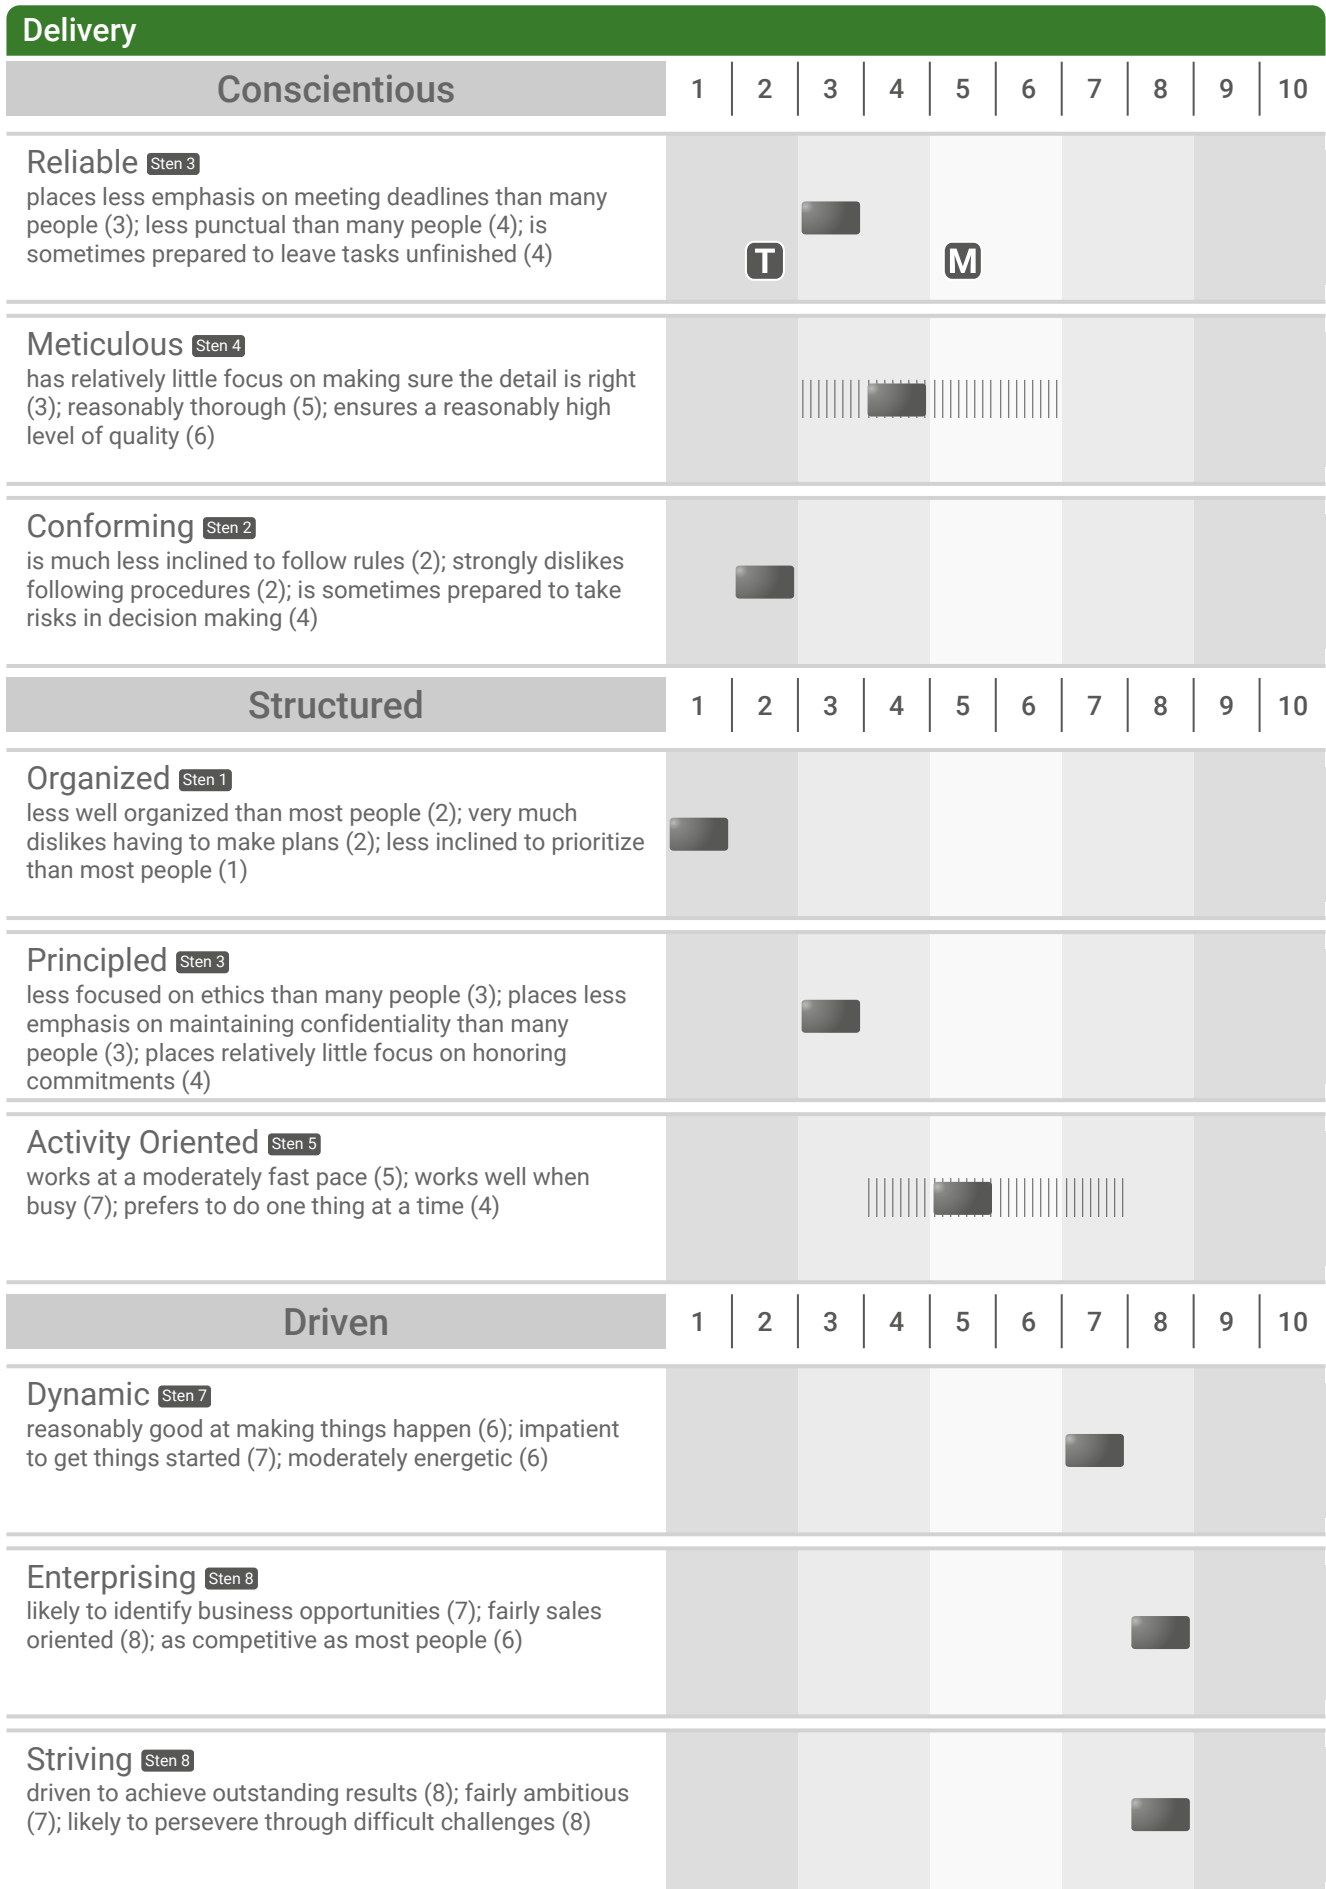 Delivery
Conscientious 1 2 3 4 5 6 7 8 9 10
Reliable Sten 3
places less emphasis on meeting deadlines than many
people (3); less punctual than many people (4); is
sometimes prepared to leave tasks unfinished (4)
T M
Meticulous Sten 4
has relatively little focus on making sure the detail is right
(3); reasonably thorough (5); ensures a reasonably high
level of quality (6)
Conforming Sten 2
is much less inclined to follow rules (2); strongly dislikes
following procedures (2); is sometimes prepared to take
risks in decision making (4)
Structured 1 2 3 4 5 6 7 8 9 10
Organized Sten 1
less well organized than most people (2); very much
dislikes having to make plans (2); less inclined to prioritize
than most people (1)
Principled Sten 3
less focused on ethics than many people (3); places less
emphasis on maintaining confidentiality than many
people (3); places relatively little focus on honoring
commitments (4)
Activity Oriented Sten 5
works at a moderately fast pace (5); works well when
busy (7); prefers to do one thing at a time (4)
Driven 1 2 3 4 5 6 7 8 9 10
Dynamic Sten 7
reasonably good at making things happen (6); impatient
to get things started (7); moderately energetic (6)
Enterprising Sten 8
likely to identify business opportunities (7); fairly sales
oriented (8); as competitive as most people (6)
Striving Sten 8
driven to achieve outstanding results (8); fairly ambitious
(7); likely to persevere through difficult challenges (8)